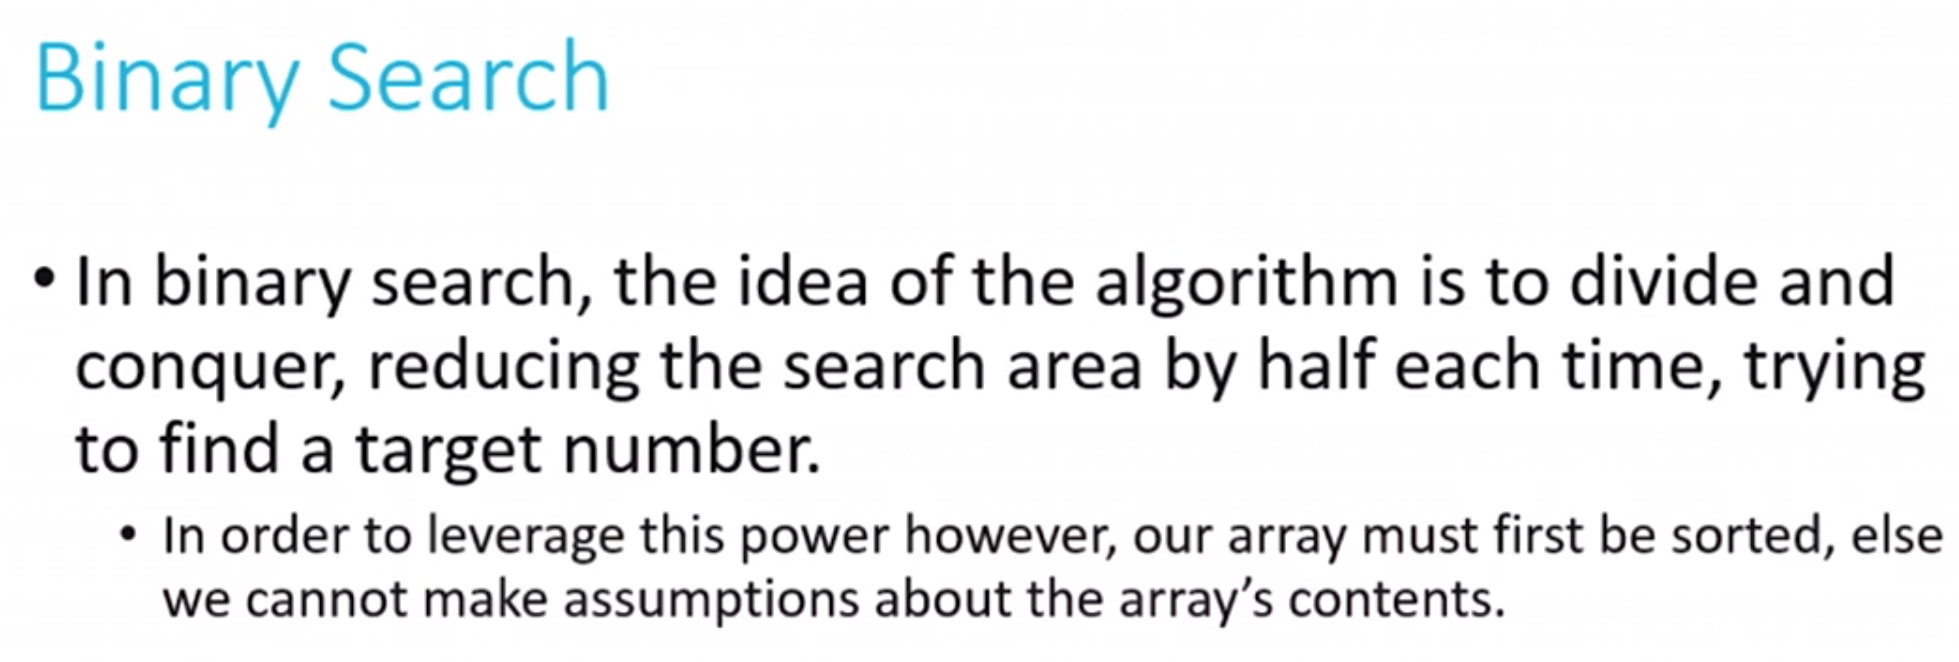 Binary Search
• In binary search, the idea of the algorithm is to divide and
conquer, reducing the search area by half each time, trying
to find a target number.
• In order to leverage this power however, our array must first be sorted, else
we cannot make assumptions about the array’s contents.